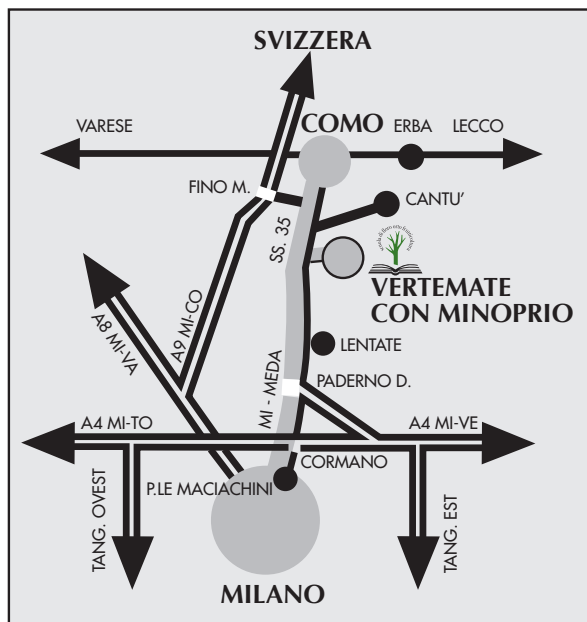 SVIZZERA
VARESE
COMO
ERBA
LECCO
FINO M.
CANTU'
SS. 35
VERTEMATE
CON MINOPRIO
A8 MI-VA
A9 MI-CO
LENTATE
MI - MEDA
PADERNO D.
A4 MI-TO
A4 MI-VE
CORMANO
P.LE MACIACHINI
TANG. OVEST
TANG. EST
MILANO